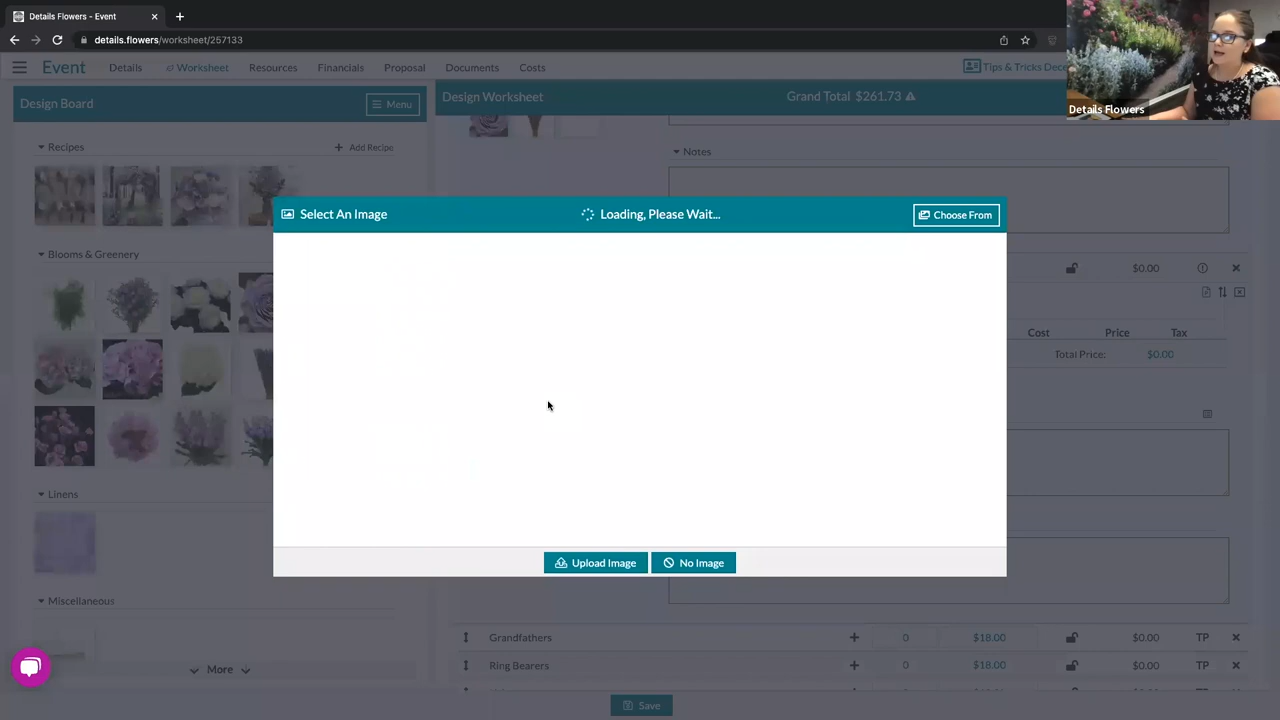 Details Flowers - Event
details.flowers/worksheet/257133
Event
Details
Worksheet
Resources
Financials
Proposal
Documents
Costs
Tips & Tricks Deco
Details Flowers
Design Board
Menu
Design Worksheet
Grand Total $261.73
Recipes
Add Recipe
Notes
Select An Image
Loading, Please Wait...
Choose From
Blooms & Greenery
$0.00
Cost Price Tax
Total Price: $0.00
Linens
Upload Image
No Image
Miscellaneous
Grandfathers 0 $18.00 $0.00 TP
Ring Bearers 0 $18.00 $0.00 TP
More
Save